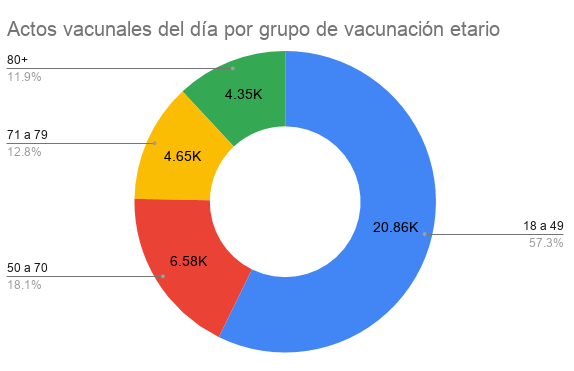 Actos vacunales del día por grupo de vacunación etario
80+
11.9%
4.35K
71 a 79
12.8%
4.65K
20.86K
18 a 49
57.3%
50 a 70
18.1%
6.58K